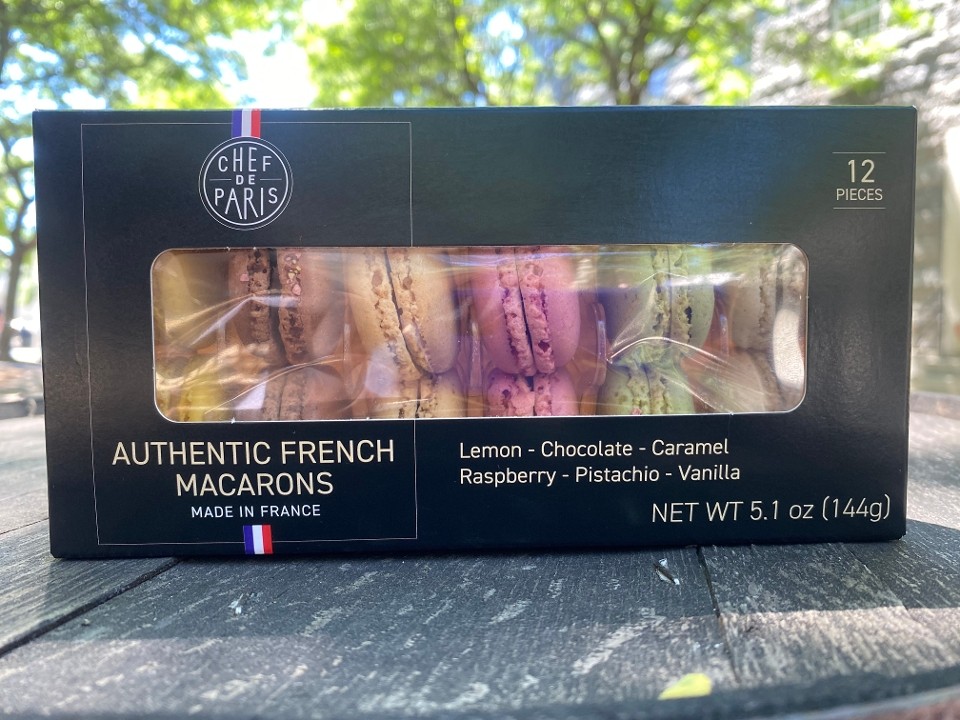 CHEF
DE
PARIS
12
PIECES
AUTHENTIC FRENCH
MACARONS
MADE IN FRANCE
Lemon - Chocolate - Caramel
Raspberry - Pistachio - Vanilla
NET WT 5.1 oz (144g)